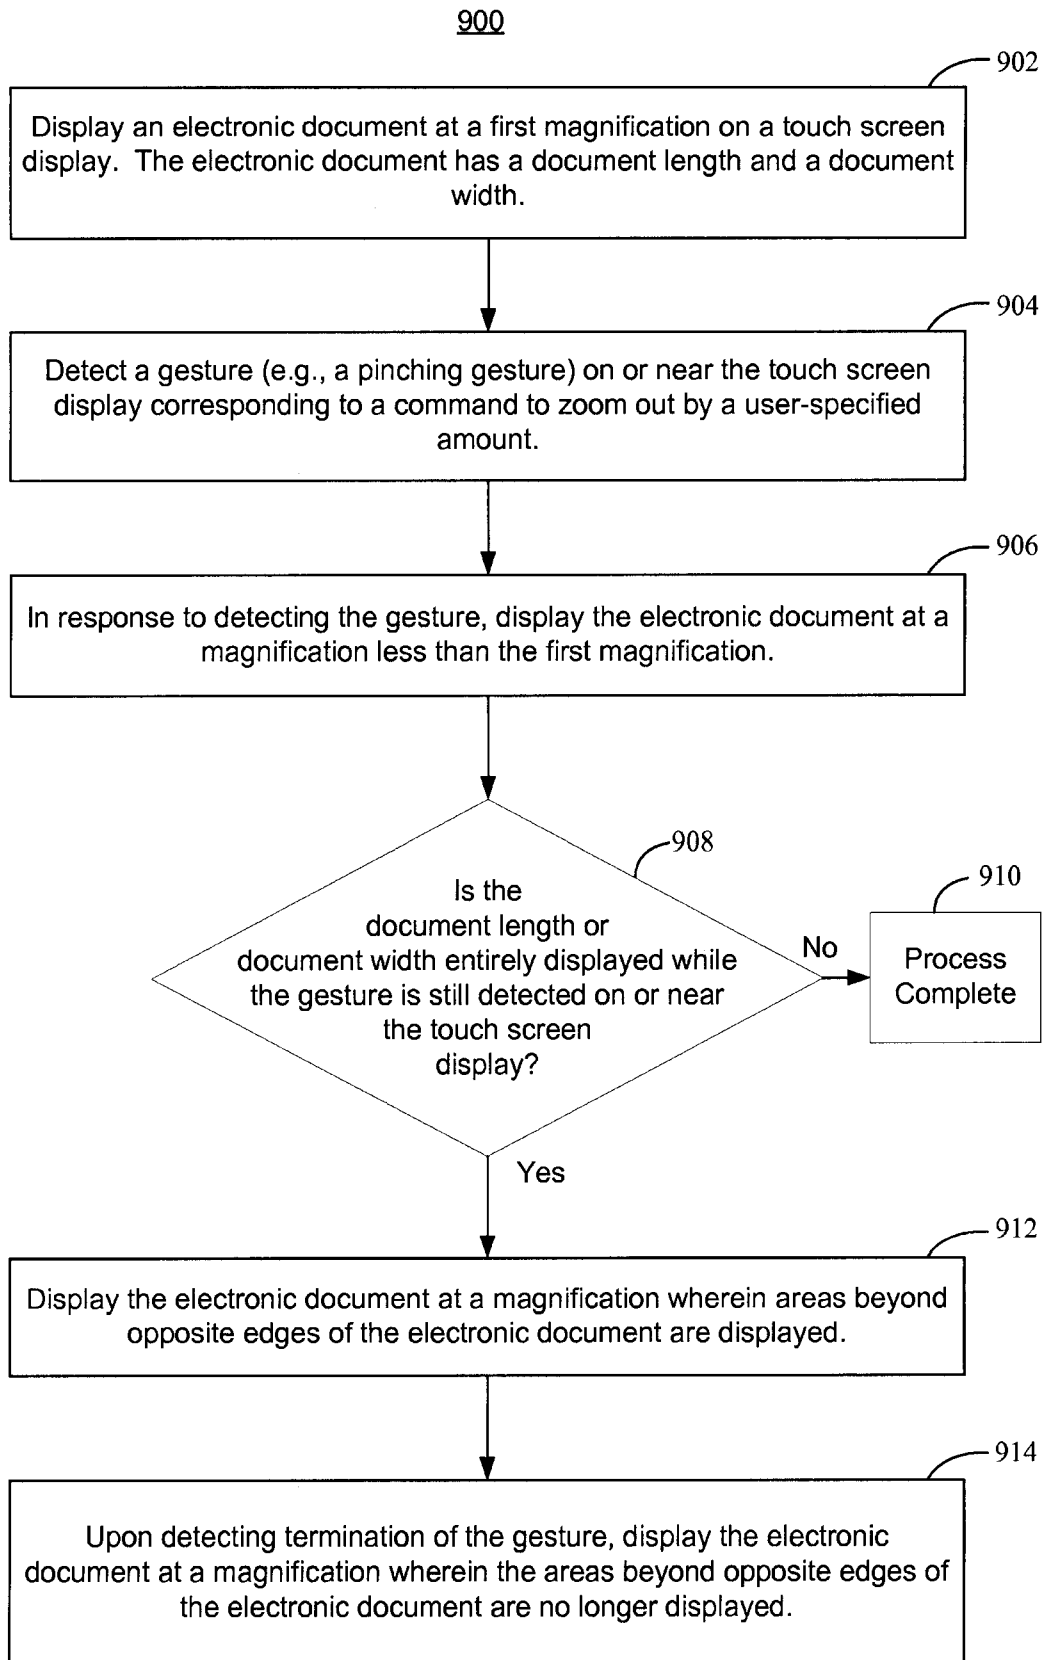 900
902
Display an electronic document at a first magnification on a touch screen
display. The electronic document has a document length and a document
width.
904
Detect a gesture (e.g., a pinching gesture) on or near the touch screen
display corresponding to a command to zoom out by a user-specified
amount.
906
In response to detecting the gesture, display the electronic document at a
magnification less than the first magnification.
908
Is the
document length or
document width entirely displayed while
the gesture is still detected on or near
the touch screen
display?
No
910
Process
Complete
Yes
912
Display the electronic document at a magnification wherein areas beyond
opposite edges of the electronic document are displayed.
914
Upon detecting termination of the gesture, display the electronic
document at a magnification wherein the areas beyond opposite edges of
the electronic document are no longer displayed.